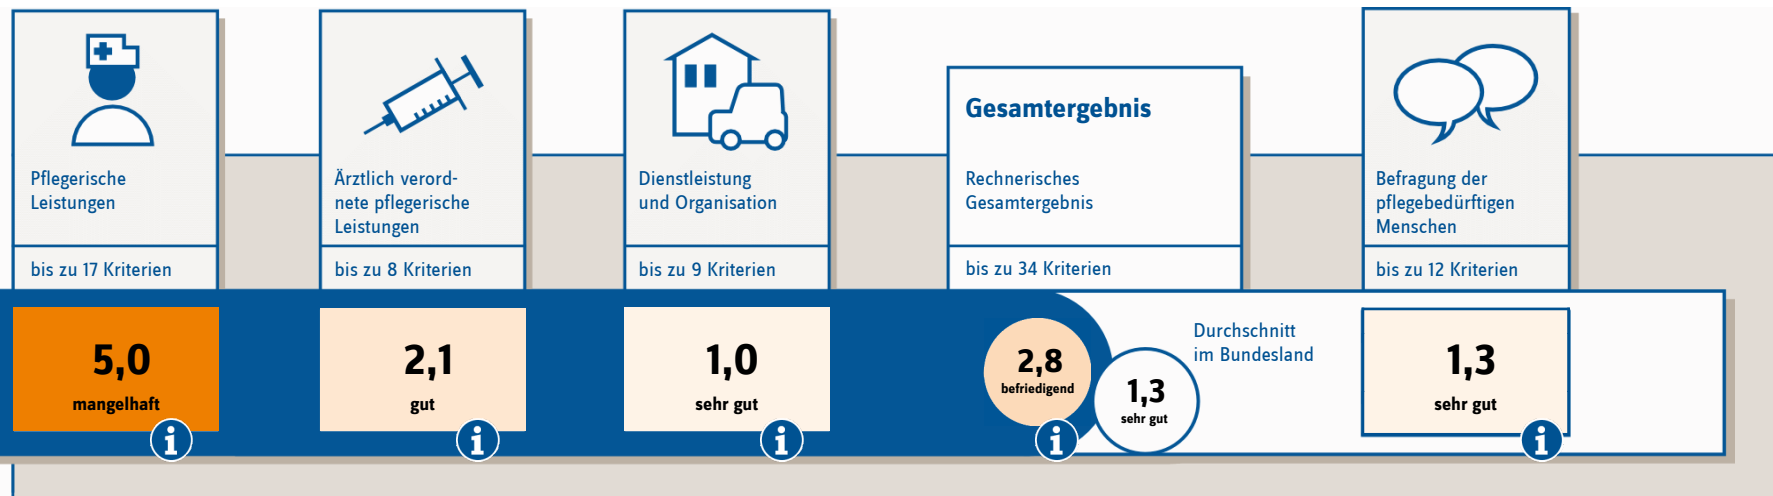 Pflegerische
Leistungen
bis zu 17 Kriterien
5,0
mangelhaft
i
Ärztlich verord-
nete pflegerische
Leistungen
bis zu 8 Kriterien
2,1
gut
i
Dienstleistung
und Organisation
bis zu 9 Kriterien
1,0
sehr gut
i
Gesamtergebnis
Rechnerisches
Gesamtergebnis
bis zu 34 Kriterien
2,8
befriedigend
i
1,3
sehr gut
Durchschnitt
im Bundesland
Befragung der
pflegebedürftigen
Menschen
bis zu 12 Kriterien
1,3
sehr gut
i